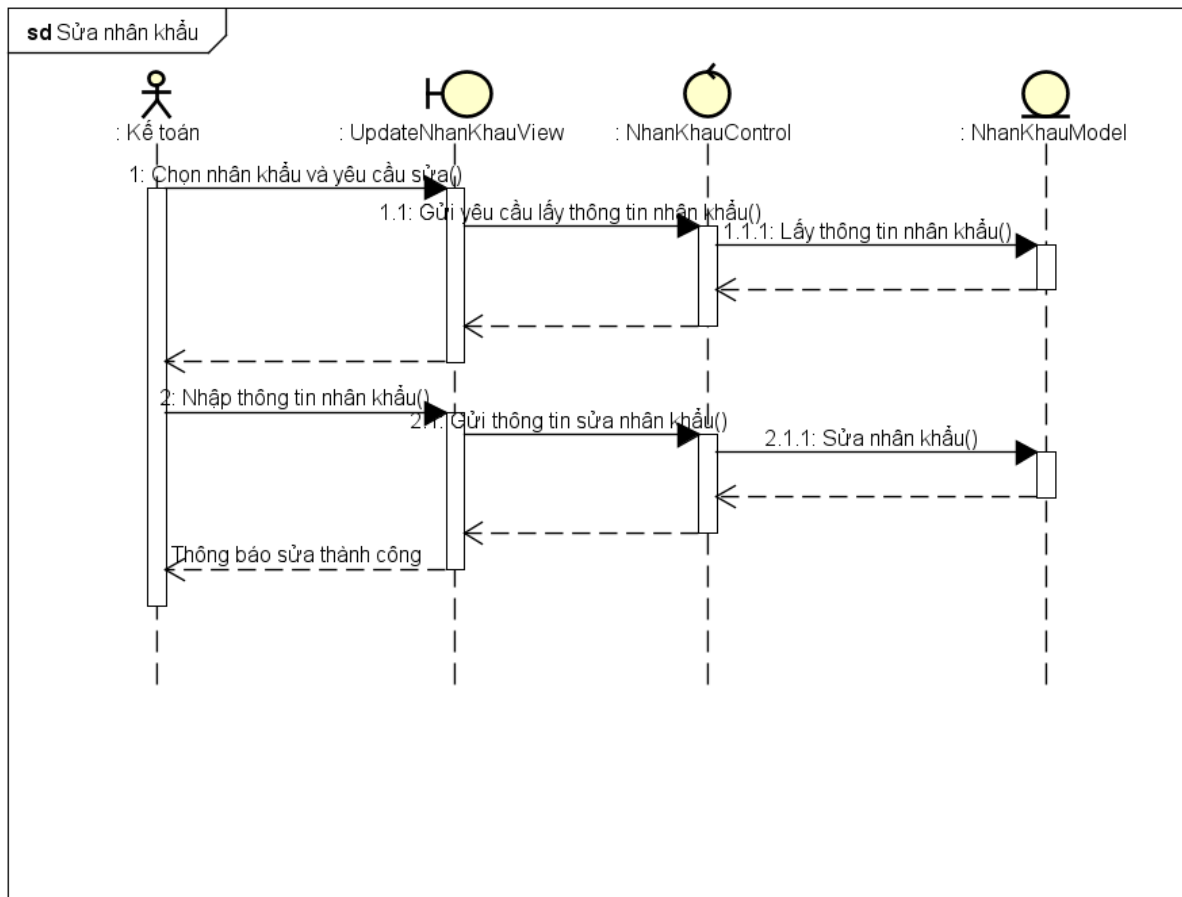 sd Sửa nhân khẩu
: Kế toán
: UpdateNhanKhauView
: NhanKhauControl
: NhanKhauModel
1: Chọn nhân khẩu và yêu cầu sửa()
1.1: Gửi yêu cầu lấy thông tin nhân khẩu()
1.1.1: Lấy thông tin nhân khẩu()
2: Nhập thông tin nhân khẩu()
2.1: Gửi thông tin sửa nhân khẩu()
2.1.1: Sửa nhân khẩu()
Thông báo sửa thành công